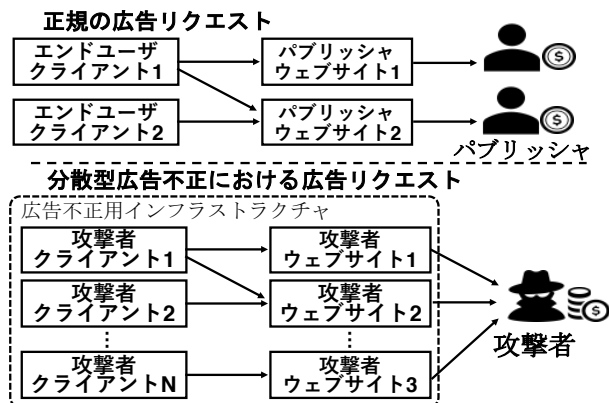 正規の広告リクエスト
エンドユーザ
クライアント1
パブリッシャ
ウェブサイト1
$
エンドユーザ
クライアント2
パブリッシャ
ウェブサイト2
$
パブリッシャ
分散型広告不正における広告リクエスト
広告不正用インフラストラクチャ
攻撃者
クライアント1
攻撃者
ウェブサイト1
攻撃者
クライアント2
攻撃者
ウェブサイト2
$
攻撃者
⋮
⋮
攻撃者
クライアントN
攻撃者
ウェブサイト3